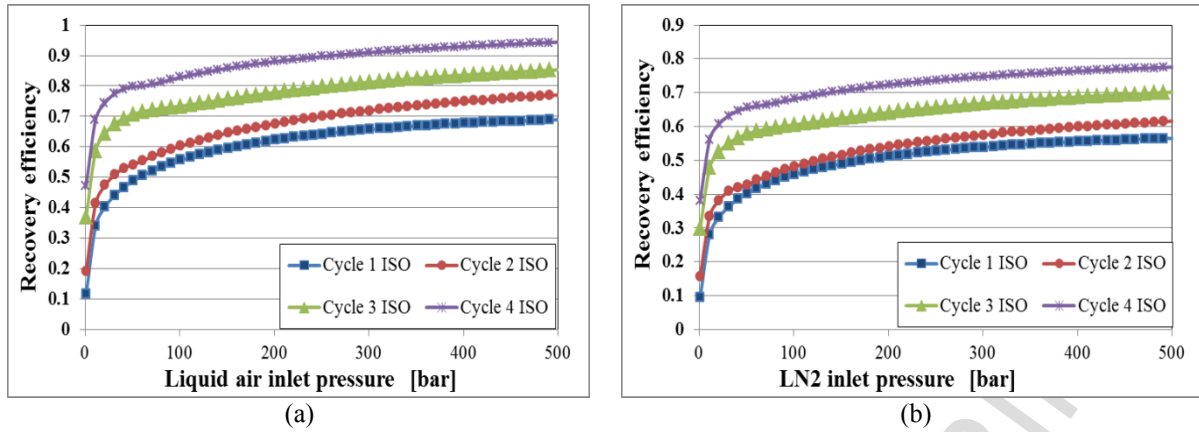 Recovery efficiency
1
0.9
0.8
0.7
0.6
0.5
0.4
0.3
0.2
0.1
0
0 100 200 300 400 500
Cycle 1 ISO Cycle 2 ISO
Cycle 3 ISO Cycle 4 ISO
Liquid air inlet pressure [bar]
(a)
Recovery efficiency
0.9
0.8
0.7
0.6
0.5
0.4
0.3
0.2
0.1
0
0 100 200 300 400 500
Cycle 1 ISO Cycle 2 ISO
Cycle 3 ISO Cycle 4 ISO
LN2 inlet pressure [bar]
(b)